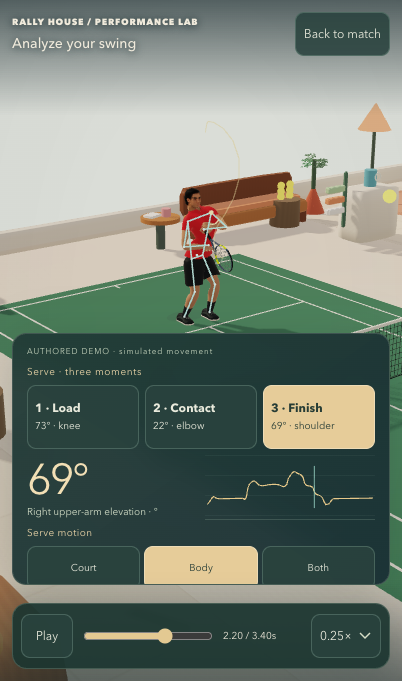 RALLY HOUSE / PERFORMANCE LAB
Analyze your swing
Back to match
AUTHORED DEMO · simulated movement
Serve · three moments
1 · Load
73° · knee
2 · Contact
22° · elbow
3 · Finish
69° · shoulder
69°
Right upper-arm elevation · °
Serve motion
Court
Body
Both
Play
2.20 / 3.40s
0.25×